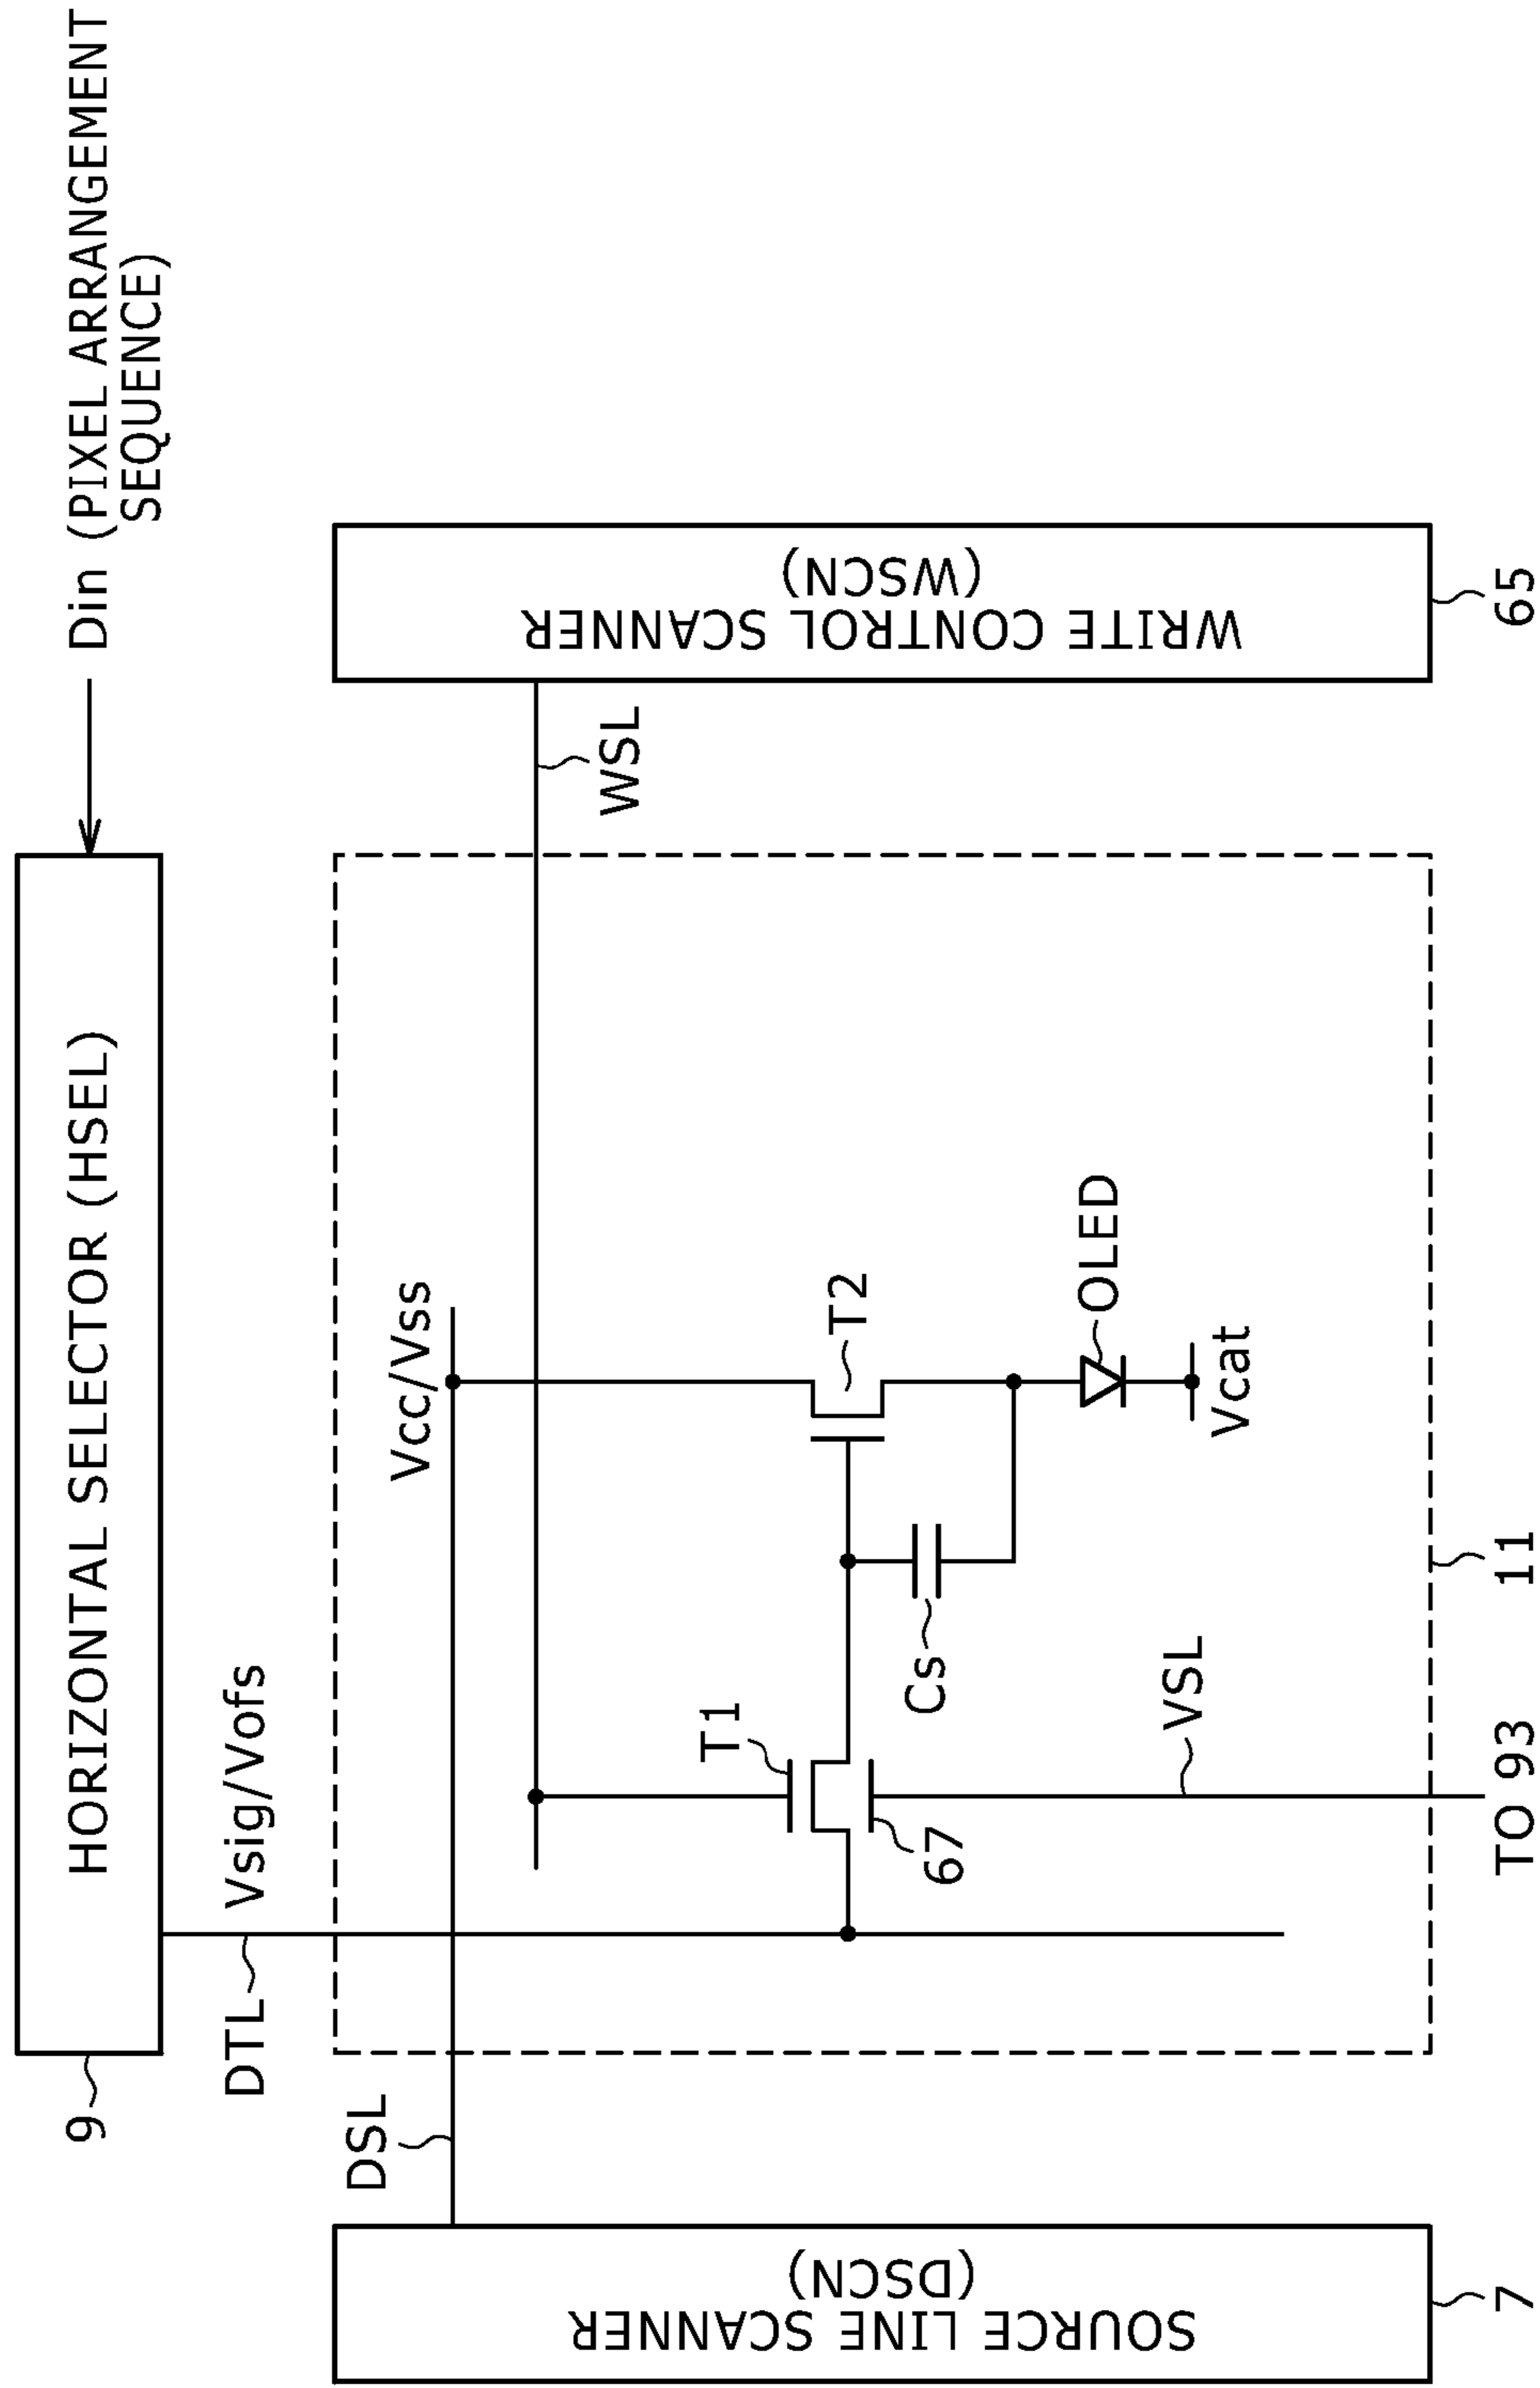 Din (PIXEL ARRANGEMENT
SEQUENCE)
HORIZONTAL SELECTOR (HSEL)
9
DTL
Vsig/Vofs
DSL
Vcc/Vss
WSL
SOURCE LINE SCANNER
(DSCN)
7
WRITE CONTROL SCANNER
(WSCN)
65
T1
67
Cs
T2
OLED
Vcat
VSL
TO 93
11